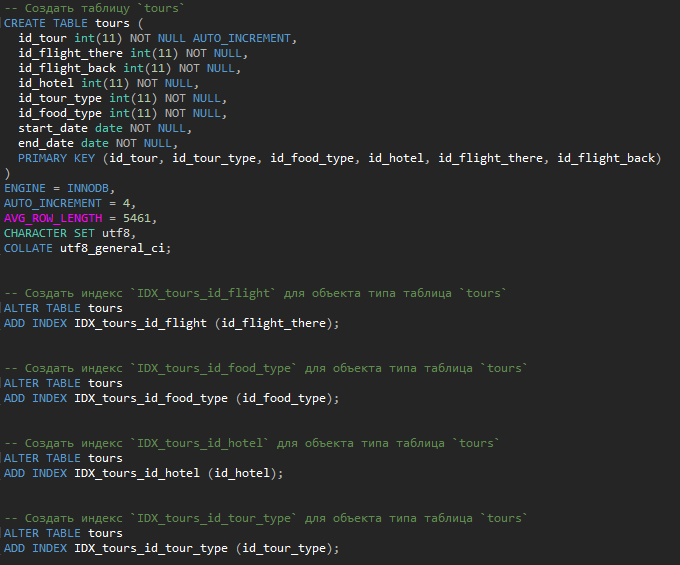 -- Создать таблицу `tours`
CREATE TABLE tours (
  id_tour int(11) NOT NULL AUTO_INCREMENT,
  id_flight_there int(11) NOT NULL,
  id_flight_back int(11) NOT NULL,
  id_hotel int(11) NOT NULL,
  id_tour_type int(11) NOT NULL,
  id_food_type int(11) NOT NULL,
  start_date date NOT NULL,
  end_date date NOT NULL,
  PRIMARY KEY (id_tour, id_tour_type, id_food_type, id_hotel, id_flight_there, id_flight_back)
)
ENGINE = INNODB,
AUTO_INCREMENT = 4,
AVG_ROW_LENGTH = 5461,
CHARACTER SET utf8,
COLLATE utf8_general_ci;
-- Создать индекс `IDX_tours_id_flight` для объекта типа таблица `tours`
ALTER TABLE tours
ADD INDEX IDX_tours_id_flight (id_flight_there);
-- Создать индекс `IDX_tours_id_food_type` для объекта типа таблица `tours`
ALTER TABLE tours
ADD INDEX IDX_tours_id_food_type (id_food_type);
-- Создать индекс `IDX_tours_id_hotel` для объекта типа таблица `tours`
ALTER TABLE tours
ADD INDEX IDX_tours_id_hotel (id_hotel);
-- Создать индекс `IDX_tours_id_tour_type` для объекта типа таблица `tours`
ALTER TABLE tours
ADD INDEX IDX_tours_id_tour_type (id_tour_type);